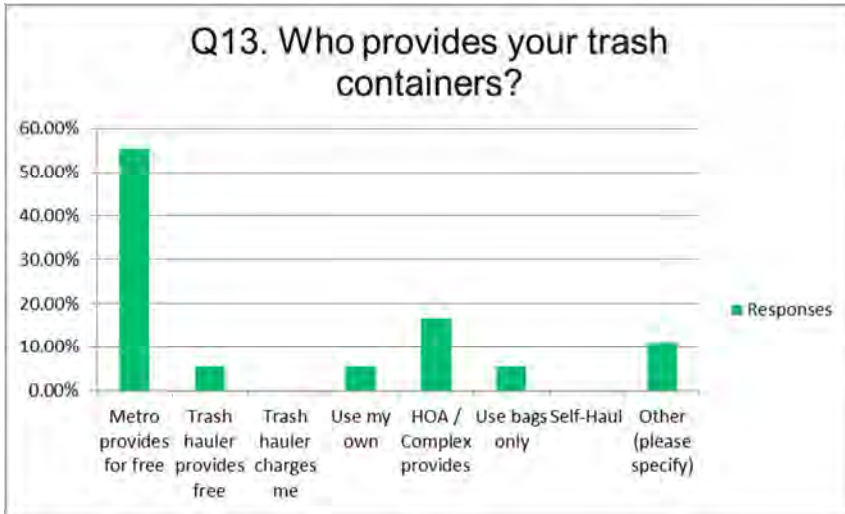 Q13. Who provides your trash
containers?
60.00%
50.00%
40.00%
30.00%
20.00%
10.00%
0.00%
Metro
provides
for free
Trash
hauler
provides
free
Trash
hauler
charges
me
Use my
own
HOA /
Complex
provides
Use bags
only
Self-Haul
Other
(please
specify)
Responses